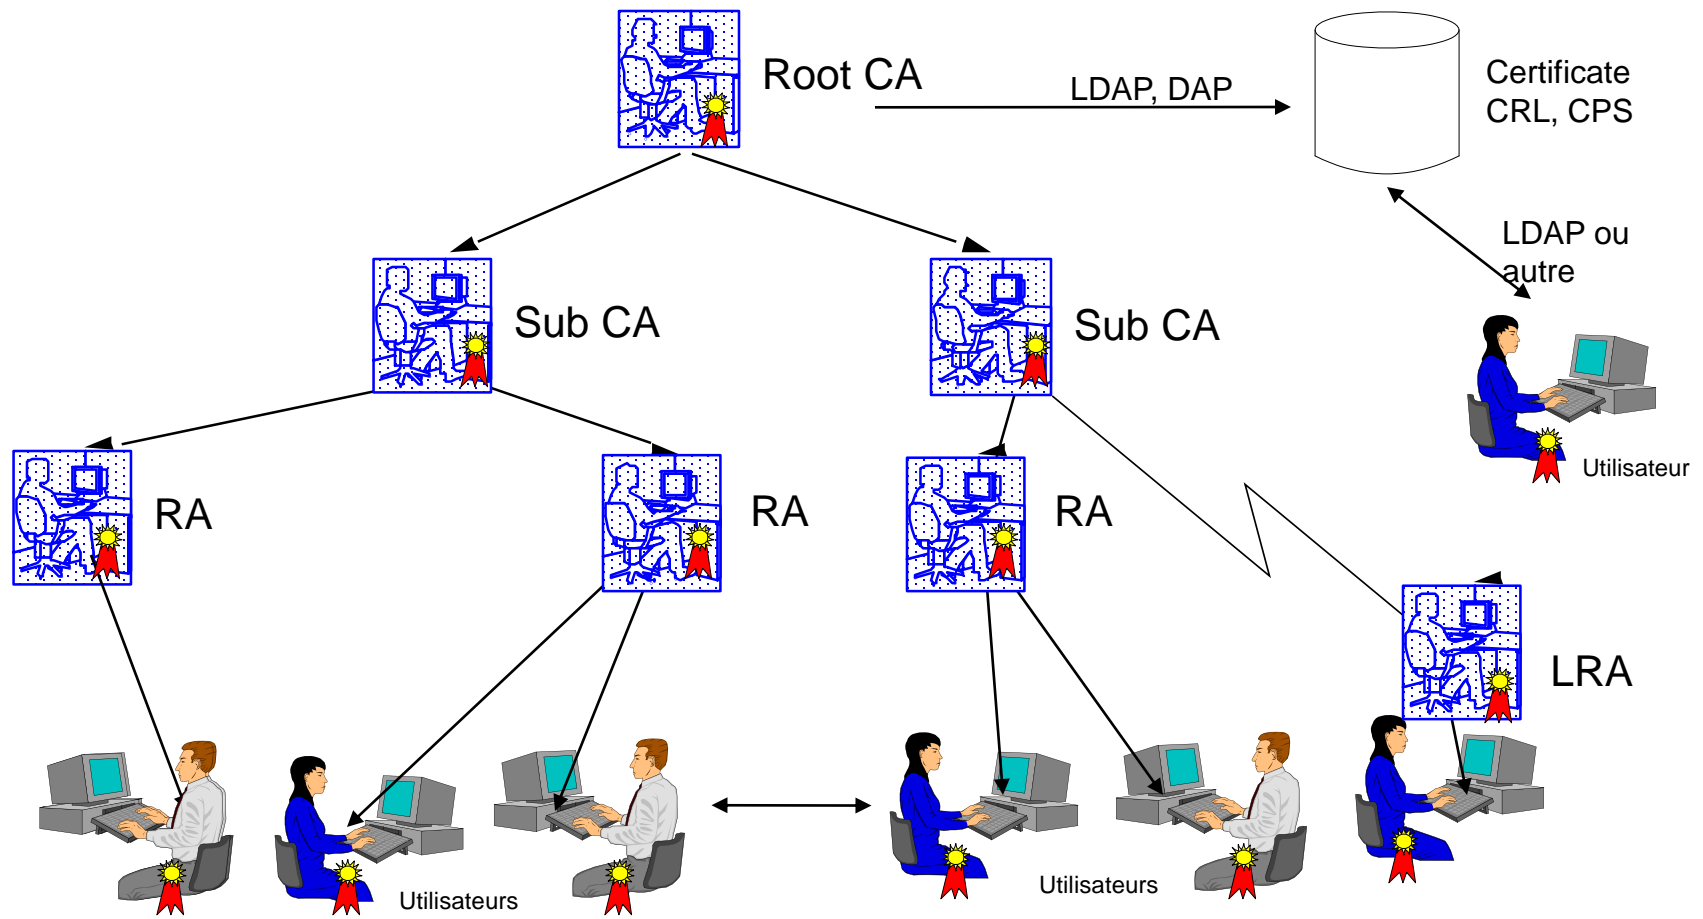 Root CA
LDAP, DAP
Certificate
CRL, CPS
LDAP ou
autre
Sub CA
Sub CA
Utilisateur
RA
RA
RA
LRA
Utilisateurs
Utilisateurs